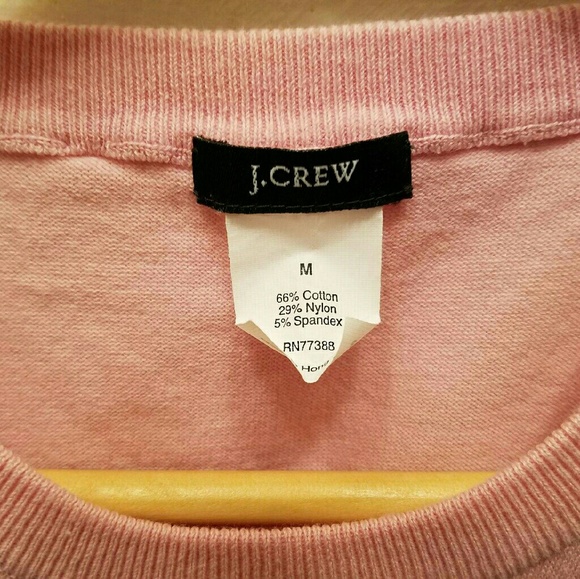 J.CREW
M
66% Cotton
29% Nylon
5% Spandex
RN77388